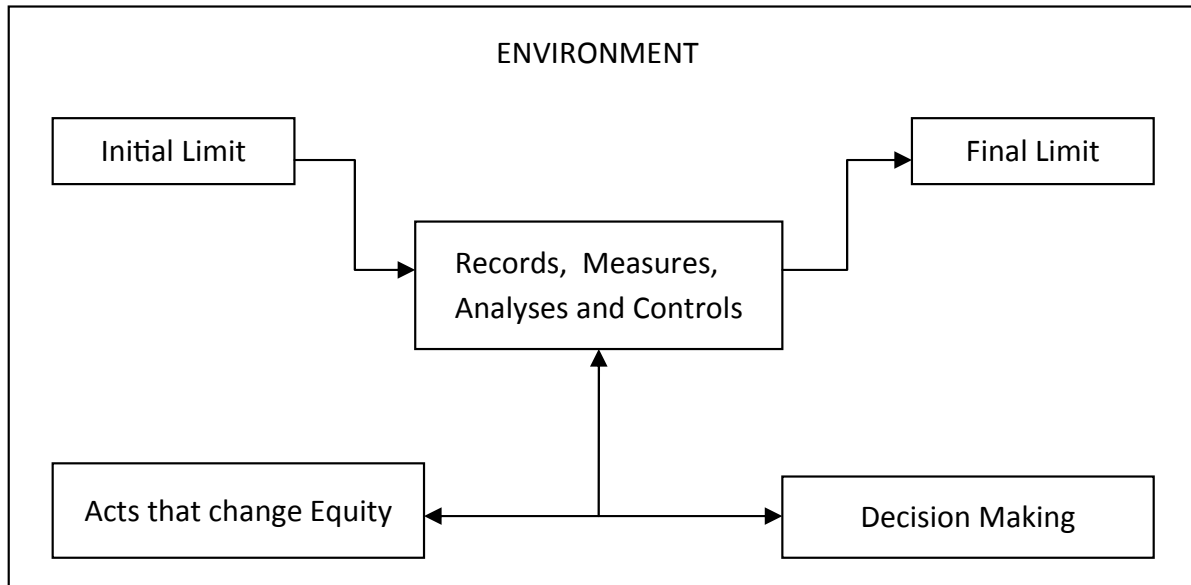 ENVIRONMENT
Initial Limit
Final Limit
Records, Measures,
Analyses and Controls
Acts that change Equity
Decision Making